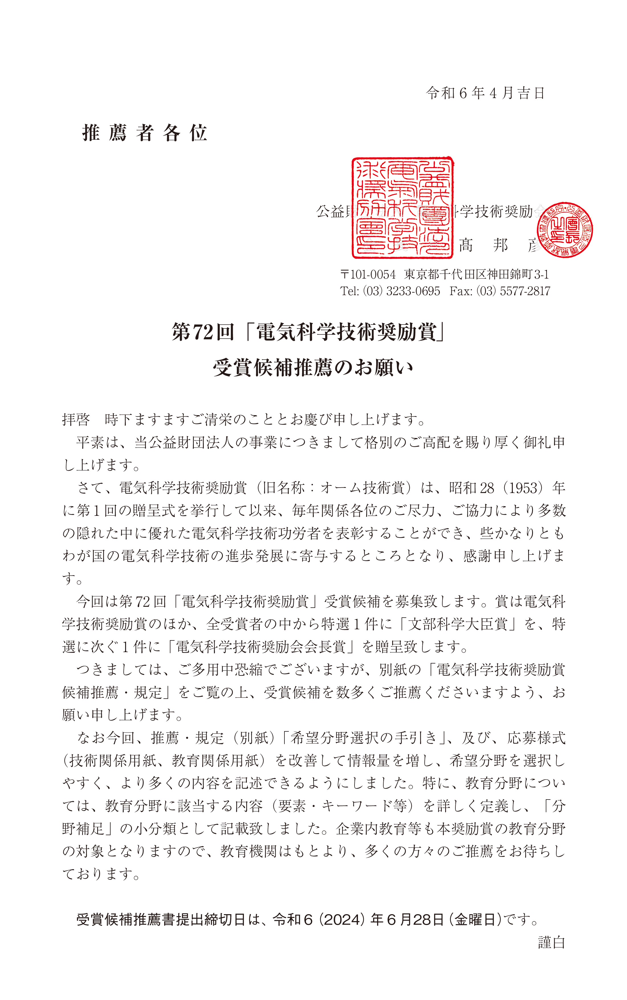 令和６年４月吉日
推薦者各位
公益財 科学技術奨励会
髙 邦 彦
〒101-0054 東京都千代田区神田錦町3-1
Tel: (03) 3233-0695 Fax: (03) 5577-2817
第72回「電気科学技術奨励賞」
受賞候補推薦のお願い
拝啓　時下ますますご清栄のこととお慶び申し上げます。
　平素は、当公益財団法人の事業につきまして格別のご高配を賜り厚く御礼申
し上げます。
　さて、電気科学技術奨励賞（旧名称：オーム技術賞）は、昭和28（1953）年
に第１回の贈呈式を挙行して以来、毎年関係各位のご尽力、ご協力により多数
の隠れた中に優れた電気科学技術功労者を表彰することができ、些かなりとも
わが国の電気科学技術の進歩発展に寄与するところとなり、感謝申し上げま
す。
　今回は第72回「電気科学技術奨励賞」受賞候補を募集致します。賞は電気科
学技術奨励賞のほか、全受賞者の中から特選１件に「文部科学大臣賞」を、特
選に次ぐ１件に「電気科学技術奨励会会長賞」を贈呈致します。
　つきましては、ご多用中恐縮でございますが、別紙の「電気科学技術奨励賞
候補推薦・規定」をご覧の上、受賞候補を数多くご推薦くださいますよう、お
願い申し上げます。
　なお今回、推薦・規定（別紙）「希望分野選択の手引き」、及び、応募様式
（技術関係用紙、教育関係用紙）を改善して情報量を増し、希望分野を選択し
やすく、より多くの内容を記述できるようにしました。特に、教育分野につい
ては、教育分野に該当する内容（要素・キーワード等）を詳しく定義し、「分
野補足」の小分類として記載致しました。企業内教育等も本奨励賞の教育分野
の対象となりますので、教育機関はもとより、多くの方々のご推薦をお待ちし
ております。
受賞候補推薦書提出締切日は、令和６（2024）年６月28日（金曜日）です。
謹白